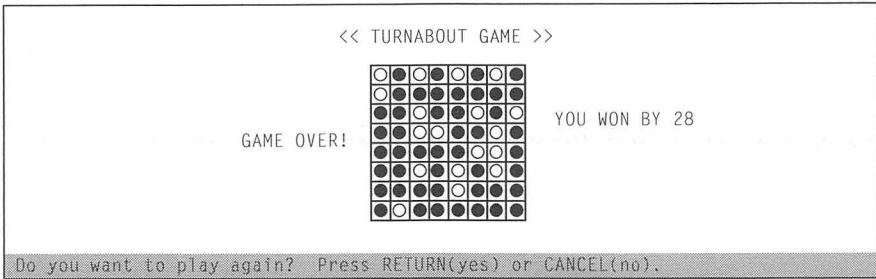 << TURNABOUT GAME >>
YOU WON BY 28
GAME OVER!
Do you want to play again? Press RETURN(yes) or CANCEL(no).